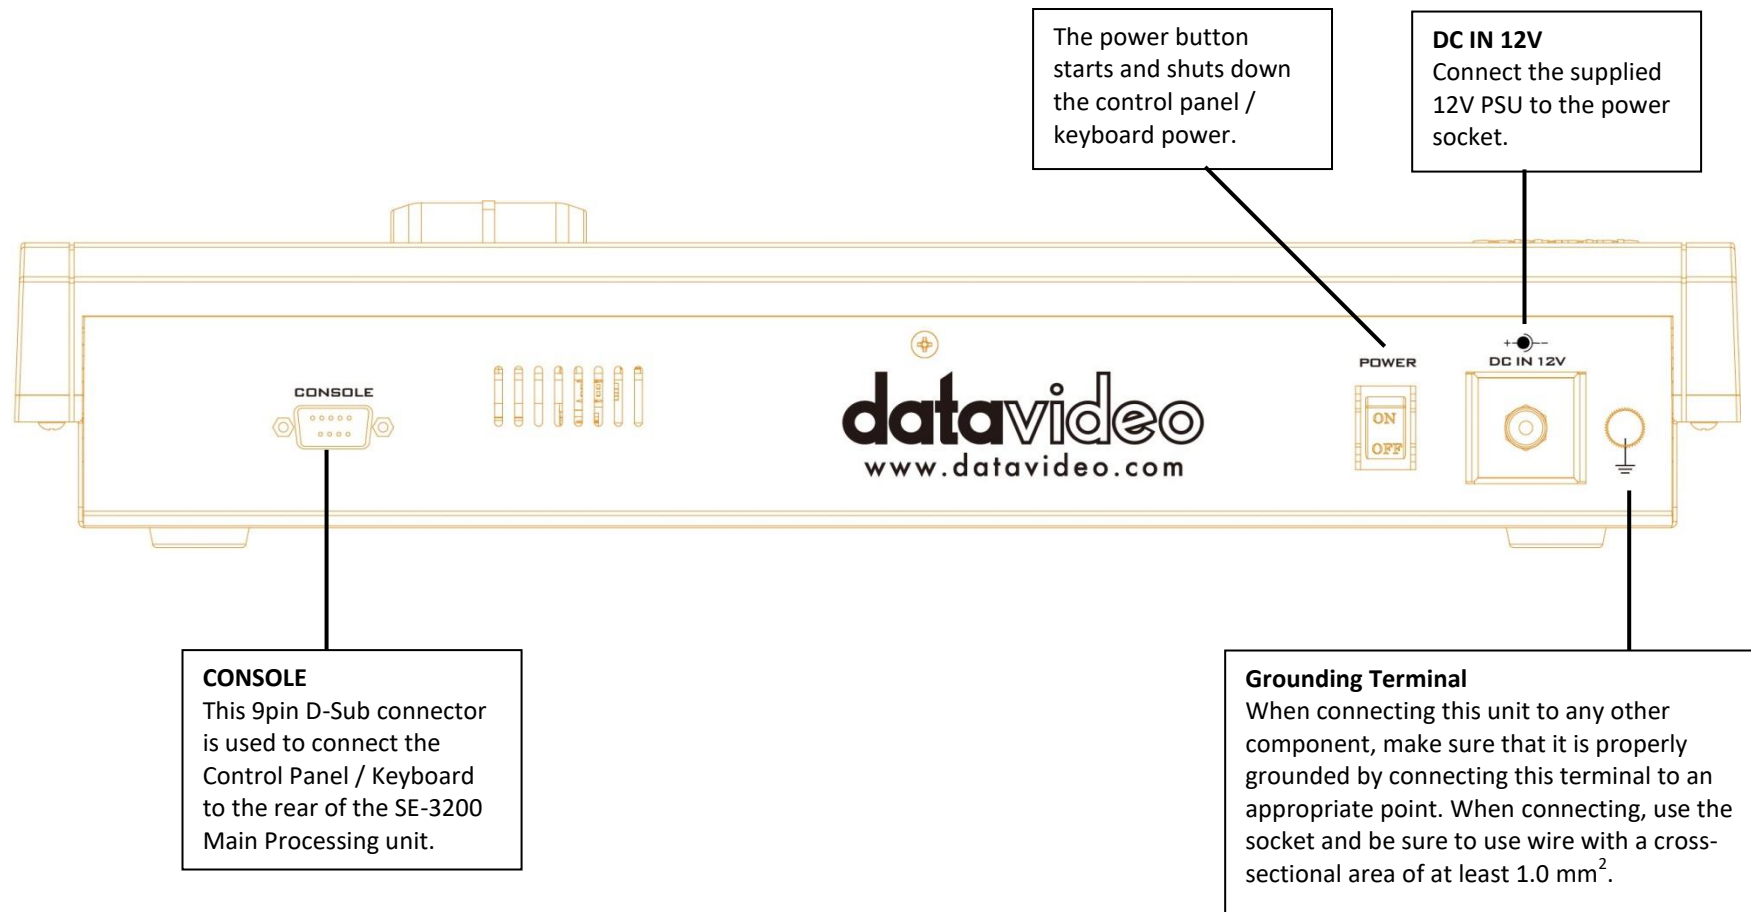 The power button
starts and shuts down
the control panel /
keyboard power.
DC IN 12V
Connect the supplied
12V PSU to the power
socket.
CONSOLE
datavideo
www.datavideo.com
POWER
ON
OFF
+ -
DC IN 12V
CONSOLE
This 9pin D-Sub connector
is used to connect the
Control Panel / Keyboard
to the rear of the SE-3200
Main Processing unit.
Grounding Terminal
When connecting this unit to any other
component, make sure that it is properly
grounded by connecting this terminal to an
appropriate point. When connecting, use the
socket and be sure to use wire with a cross-
sectional area of at least 1.0 mm².